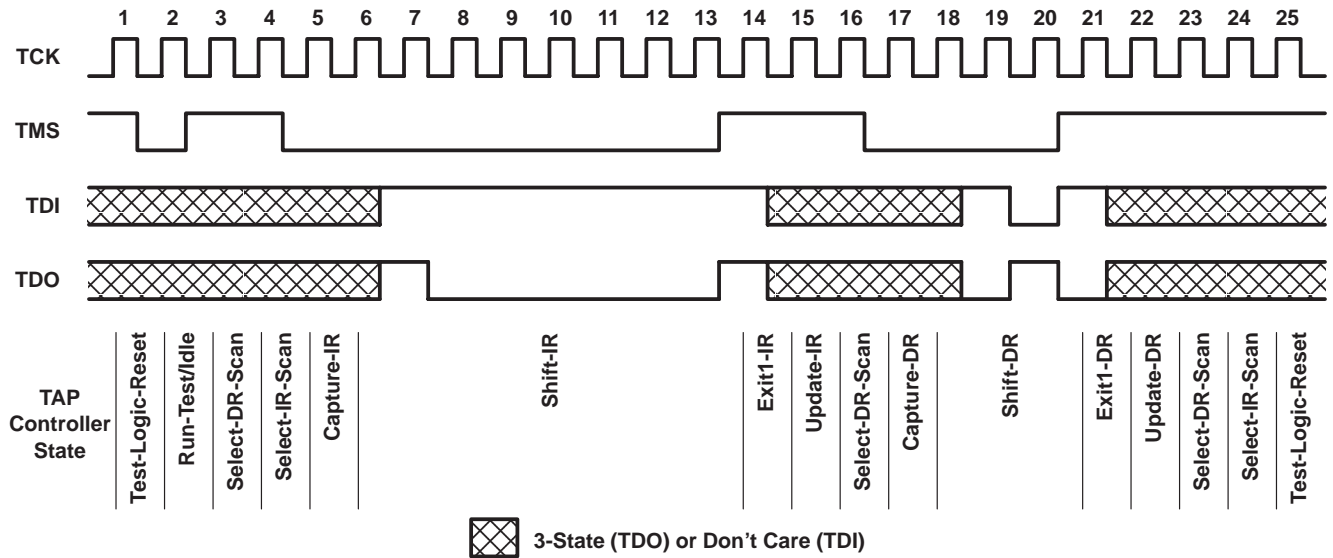 1 2 3 4 5 6 7 8 9 10 11 12 13 14 15 16 17 18 19 20 21 22 23 24 25
TCK
TMS
TDI
TDO
TAP
Controller
State
Test-Logic-Reset
Run-Test/Idle
Select-DR-Scan
Select-IR-Scan
Capture-IR
Shift-IR
Exit1-IR
Update-IR
Select-DR-Scan
Capture-DR
Shift-DR
Exit1-DR
Update-DR
Select-DR-Scan
Select-IR-Scan
Test-Logic-Reset
3-State (TDO) or Don't Care (TDI)